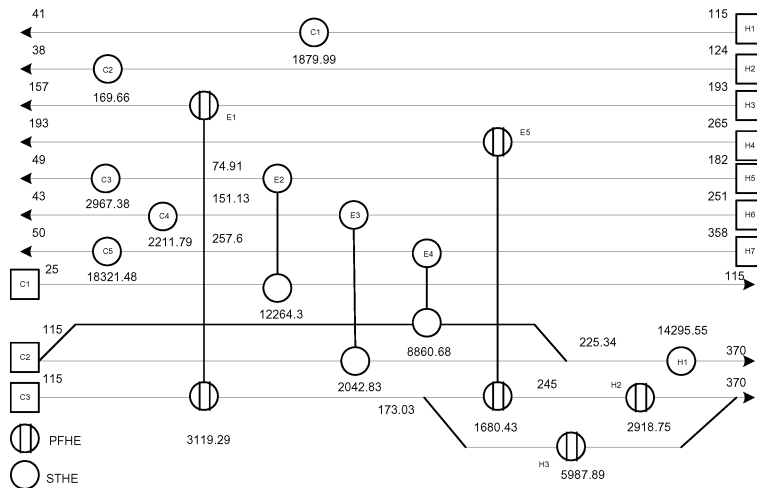 41 115
C1 H1
1879.99
38 124
C2 H2
169.66
157 193
E1 H3
193 265
E5 H4
49 74.91 182
C3 E2 H5
2967.38
43 151.13 251
C4 E3 H6
2211.79
50 257.6 358
C5 E4 H7
18321.48
C1 25 115
12264.3
115 8860.68 225.34 14295.55
C2 H1 370
2042.83
115 245 H2 370
C3 173.03
3119.29 1680.43 2918.75
PFHE
H3 5987.89
STHE